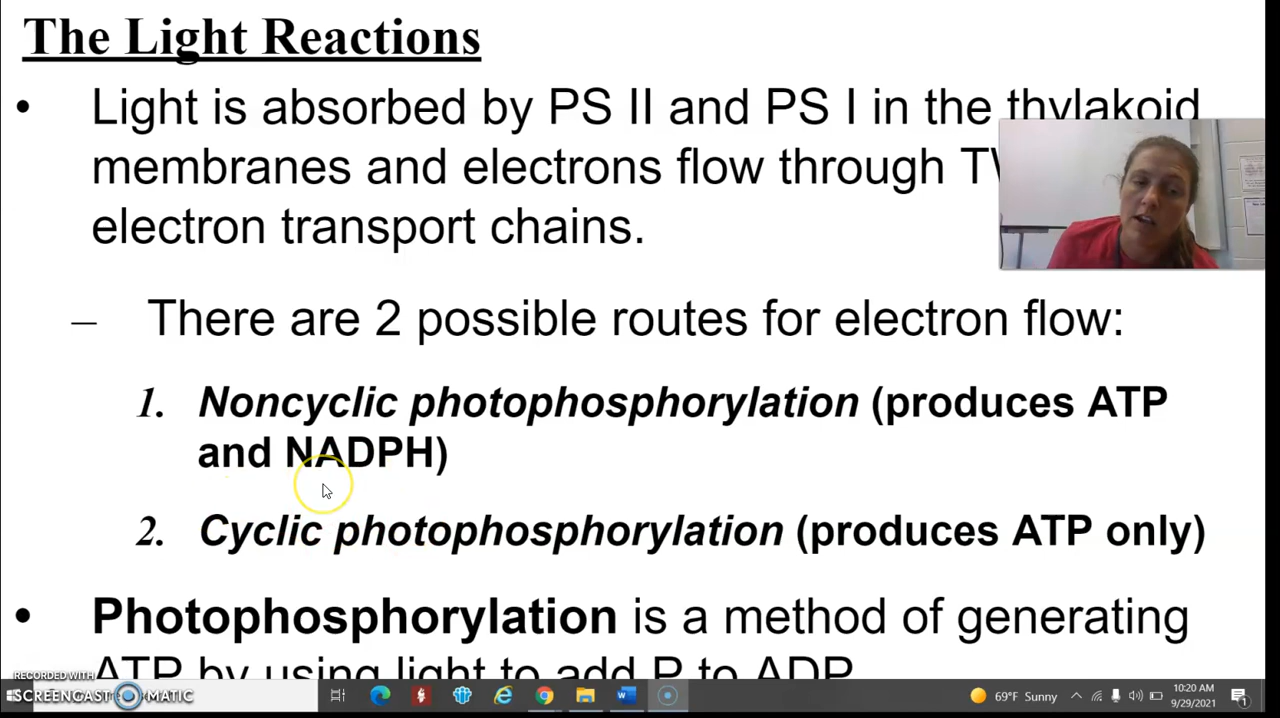 The Light Reactions
• Light is absorbed by PS II and PS I in the thylakoid
membranes and electrons flow through
electron transport chains.
– There are 2 possible routes for electron flow:
1. Noncyclic photophosphorylation (produces ATP
and NADPH)
2. Cyclic photophosphorylation (produces ATP only)
• Photophosphorylation is a method of generating
ATP by using light to add P to ADP
RECORDED WITH
SCREENCAST MATIC
69°F Sunny
10:20 AM
9/29/2021